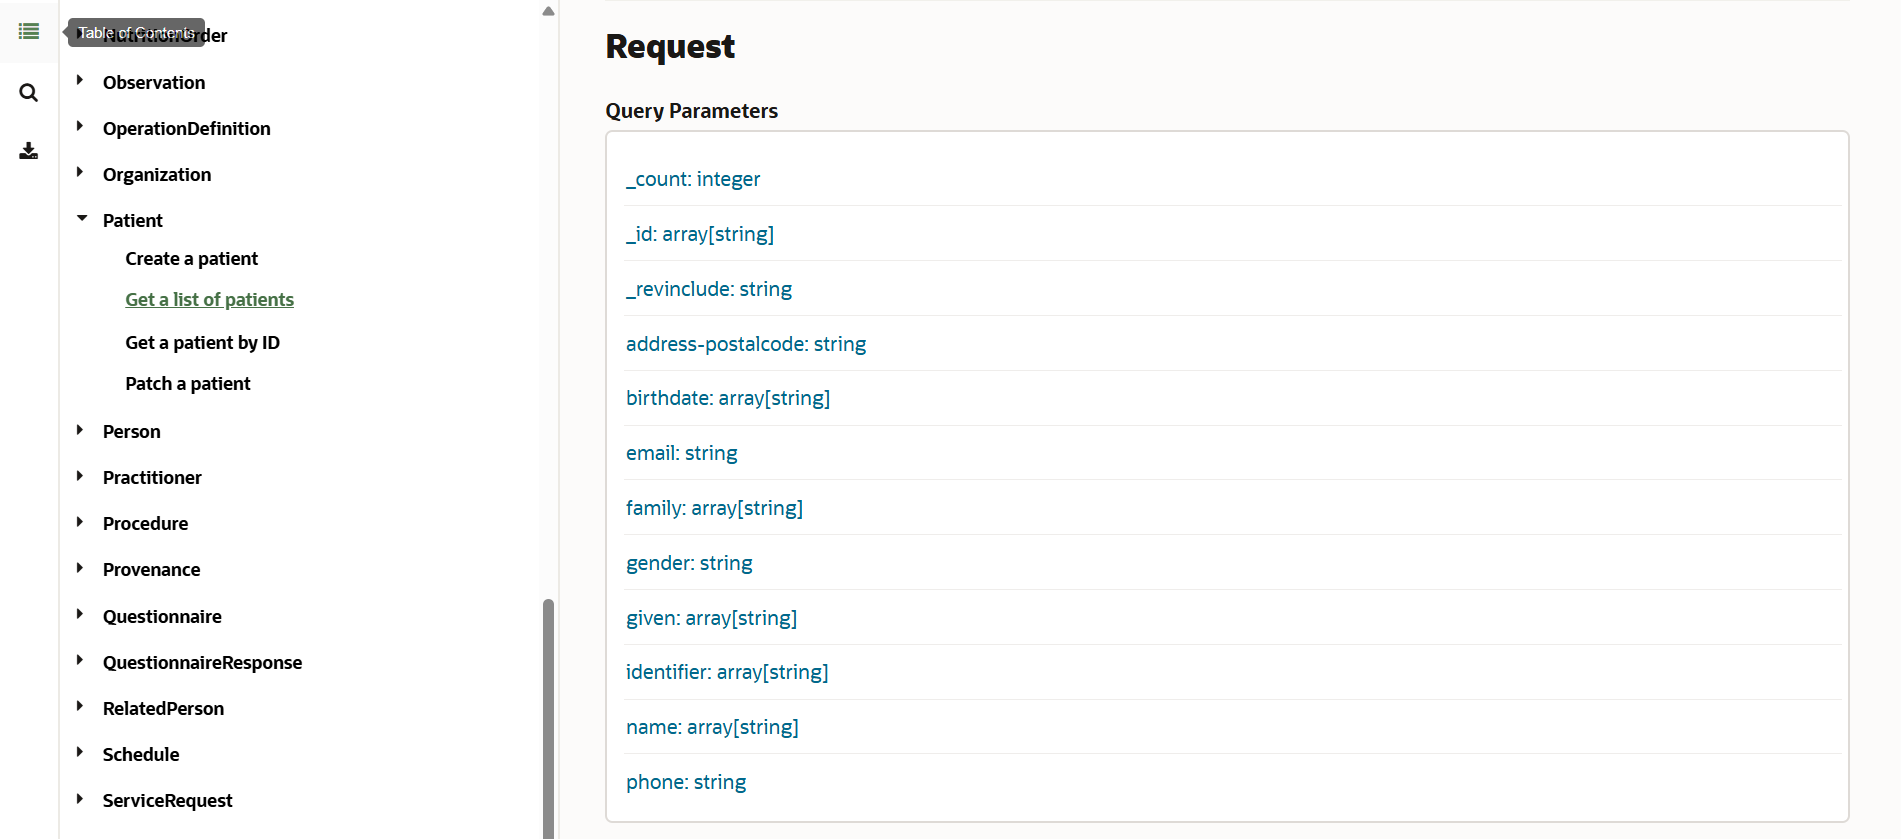 Table of Contents
NutritionOrder
Observation
OperationDefinition
Organization
Patient
Create a patient
Get a list of patients
Get a patient by ID
Patch a patient
Person
Practitioner
Procedure
Provenance
Questionnaire
QuestionnaireResponse
RelatedPerson
Schedule
ServiceRequest
Request
Query Parameters
_count: integer
_id: array[string]
_revinclude: string
address-postalcode: string
birthdate: array[string]
email: string
family: array[string]
gender: string
given: array[string]
identifier: array[string]
name: array[string]
phone: string